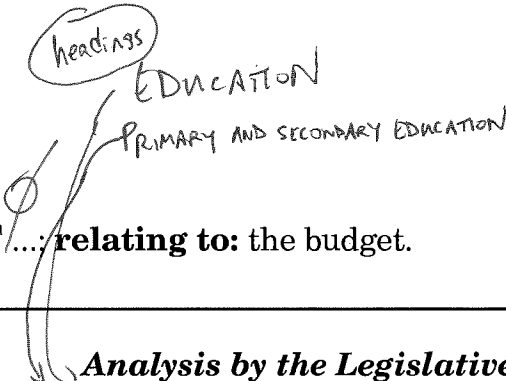 headings
EDUCATION
PRIMARY AND SECONDARY EDUCATION
...; relating to: the budget.
Analysis by the Legislative